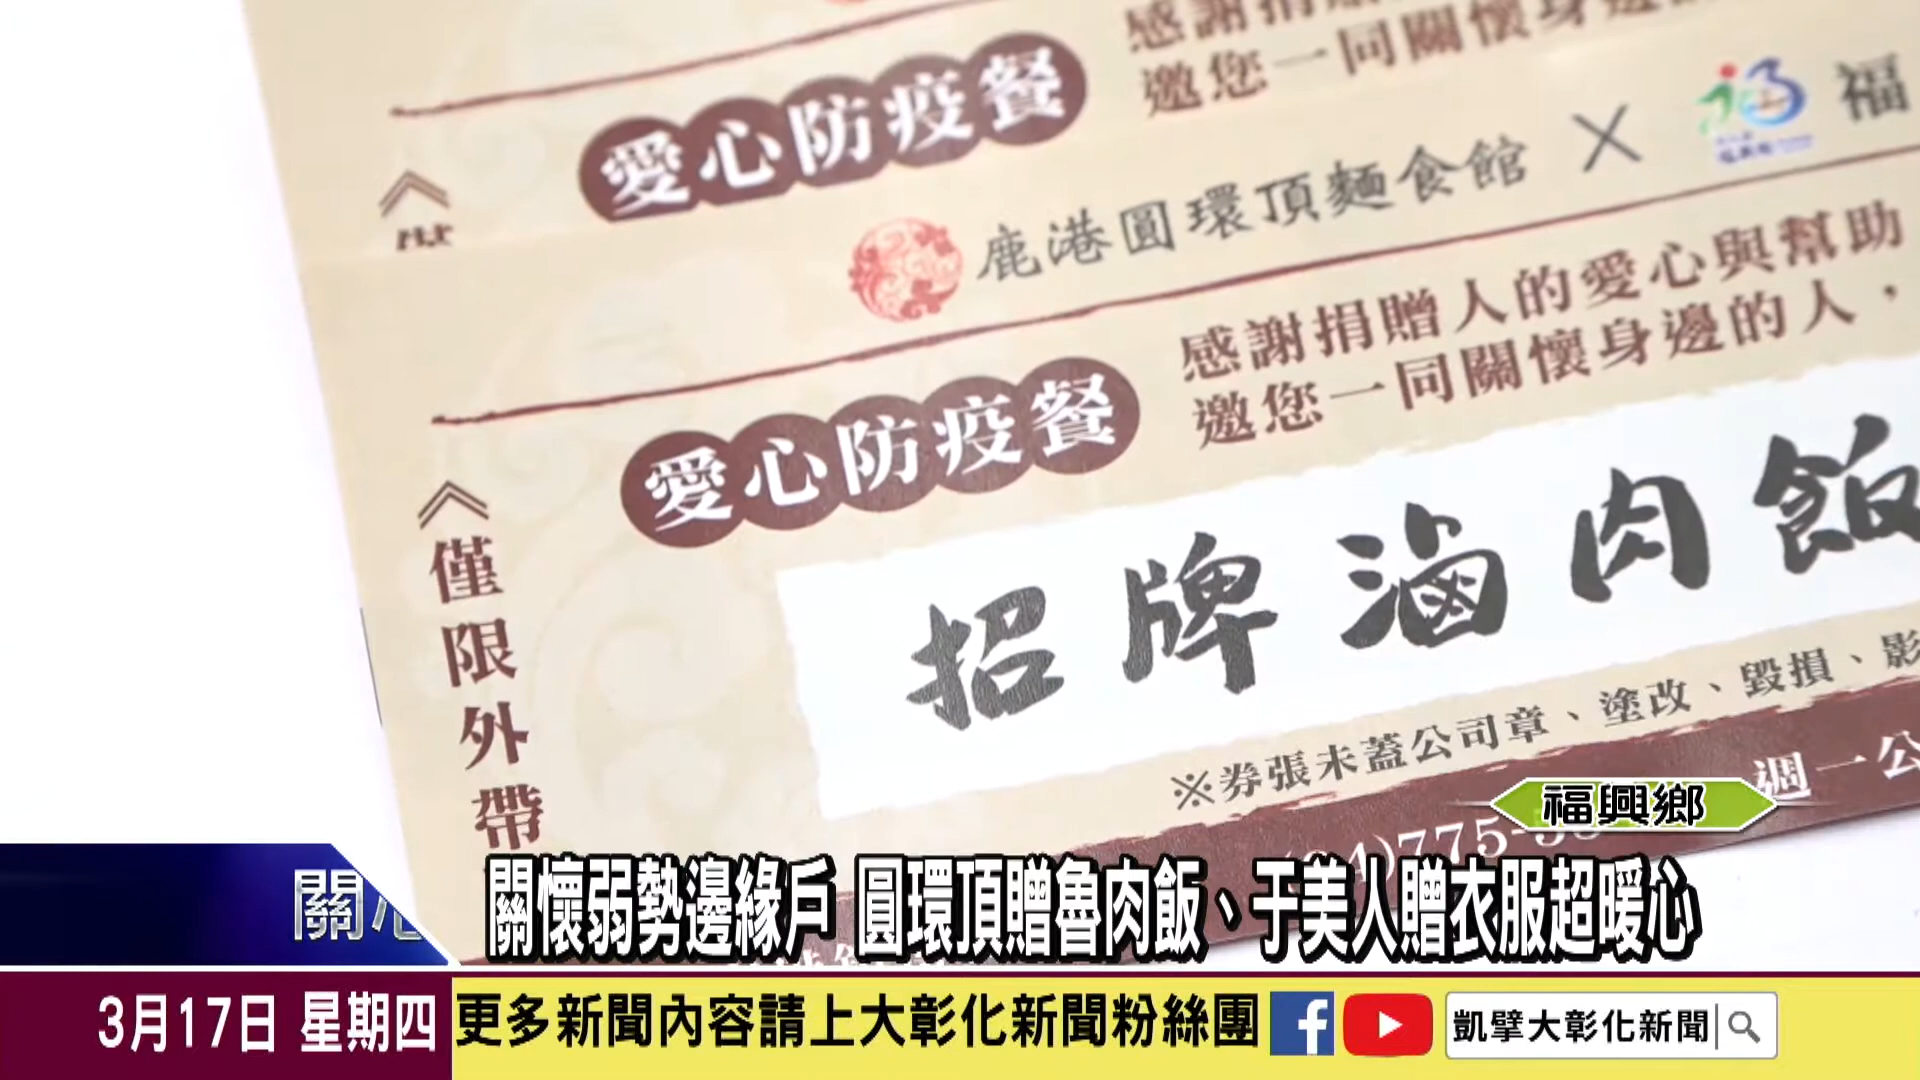 感謝捐
邀您一同關懷身邊
愛心防疫餐
鹿港圓環頂麵食館 × 福
感謝捐贈人的愛心與幫助
邀您一同關懷身邊的人，
愛心防疫餐
《僅限外帶
招牌滷肉飯
※券張未蓋公司章、塗改、毀損、影
週一公
)775-
福興鄉
關心
關懷弱勢邊緣戶 圓環頂贈魯肉飯、于美人贈衣服超暖心
3月17日 星期四
更多新聞內容請上大彰化新聞粉絲團
凱擘大彰化新聞